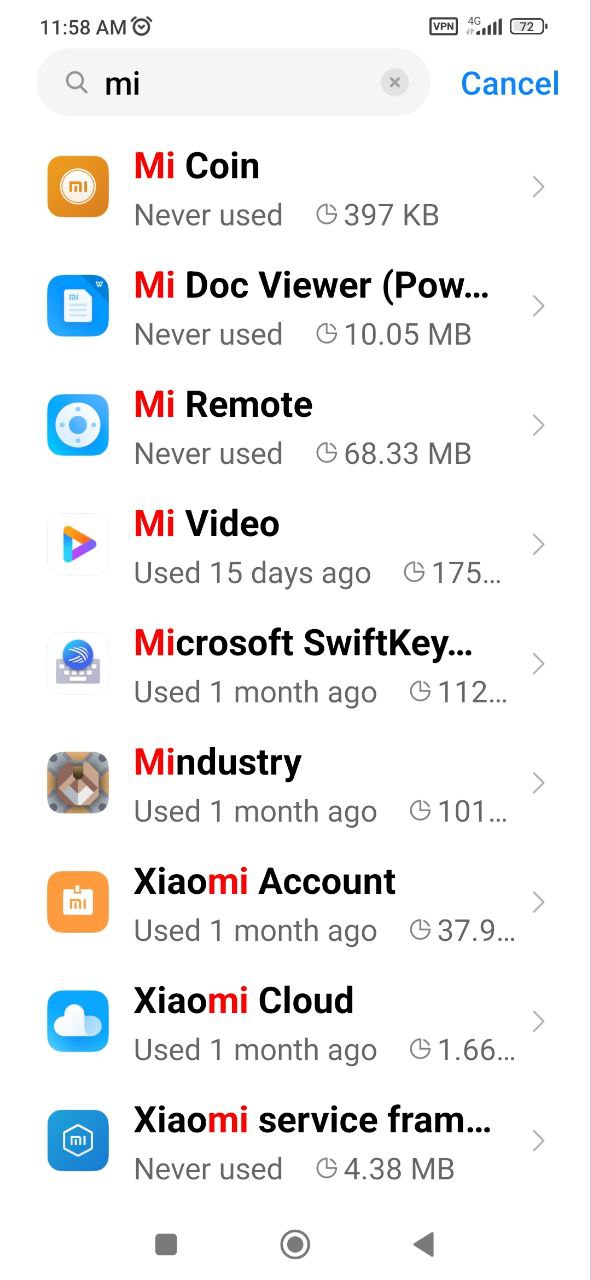 11:58 AM VPN 4G 72
mi Cancel
Mi Coin
Never used 397 KB
Mi Doc Viewer (Pow...
Never used 10.05 MB
Mi Remote
Never used 68.33 MB
Mi Video
Used 15 days ago 175...
Microsoft SwiftKey...
Used 1 month ago 112...
Mindustry
Used 1 month ago 101...
Xiaomi Account
Used 1 month ago 37.9...
Xiaomi Cloud
Used 1 month ago 1.66...
Xiaomi service fram...
Never used 4.38 MB